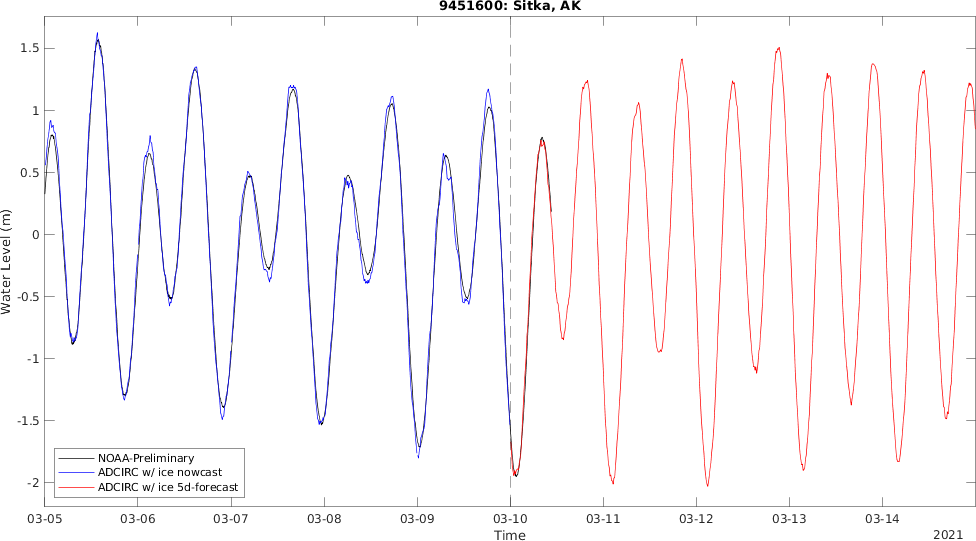 9451600: Sitka, AK
Water Level (m)
1.5
1
0.5
0
-0.5
-1
-1.5
-2
NOAA-Preliminary
ADCIRC w/ ice nowcast
ADCIRC w/ ice 5d-forecast
03-05 03-06 03-07 03-08 03-09 03-10 03-11 03-12 03-13 03-14
Time
2021